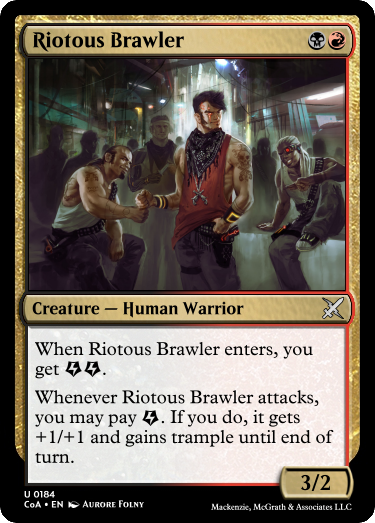 Riotous Brawler
Creature — Human Warrior
When Riotous Brawler enters, you
get.
Whenever Riotous Brawler attacks,
you may pay. If you do, it gets
+1/+1 and gains trample until end of
turn.
3/2
U 0184
CoA • EN Aurore Folny
Mackenzie, McGrath & Associates LLC